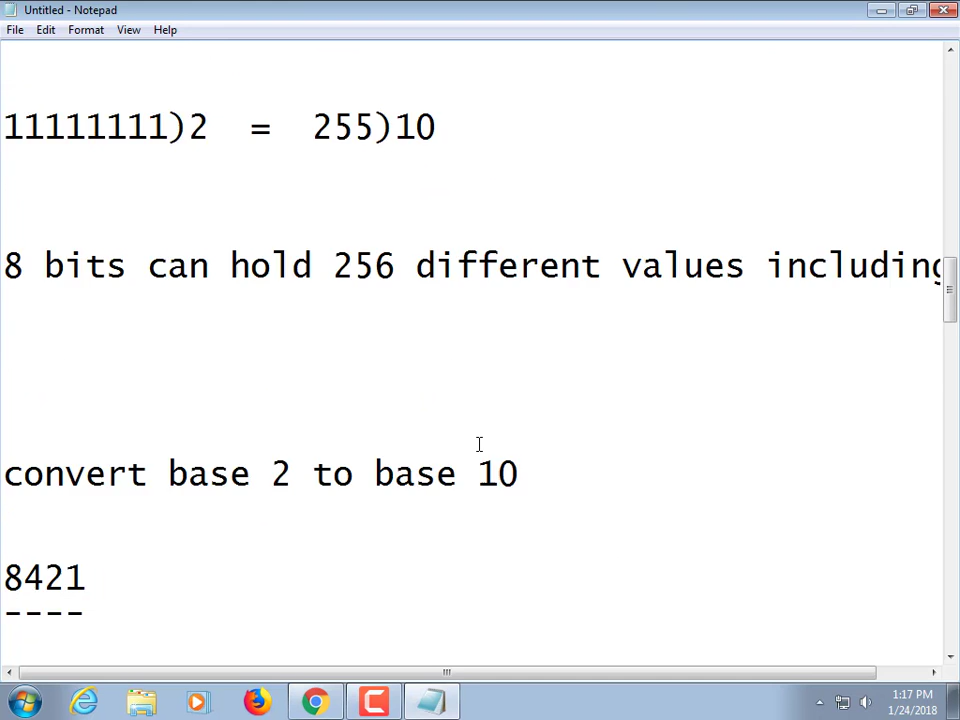 Untitled - Notepad
File Edit Format View Help
11111111)2 = 255)10
8 bits can hold 256 different values including
convert base 2 to base 10
8421
----
1:17 PM
1/24/2018